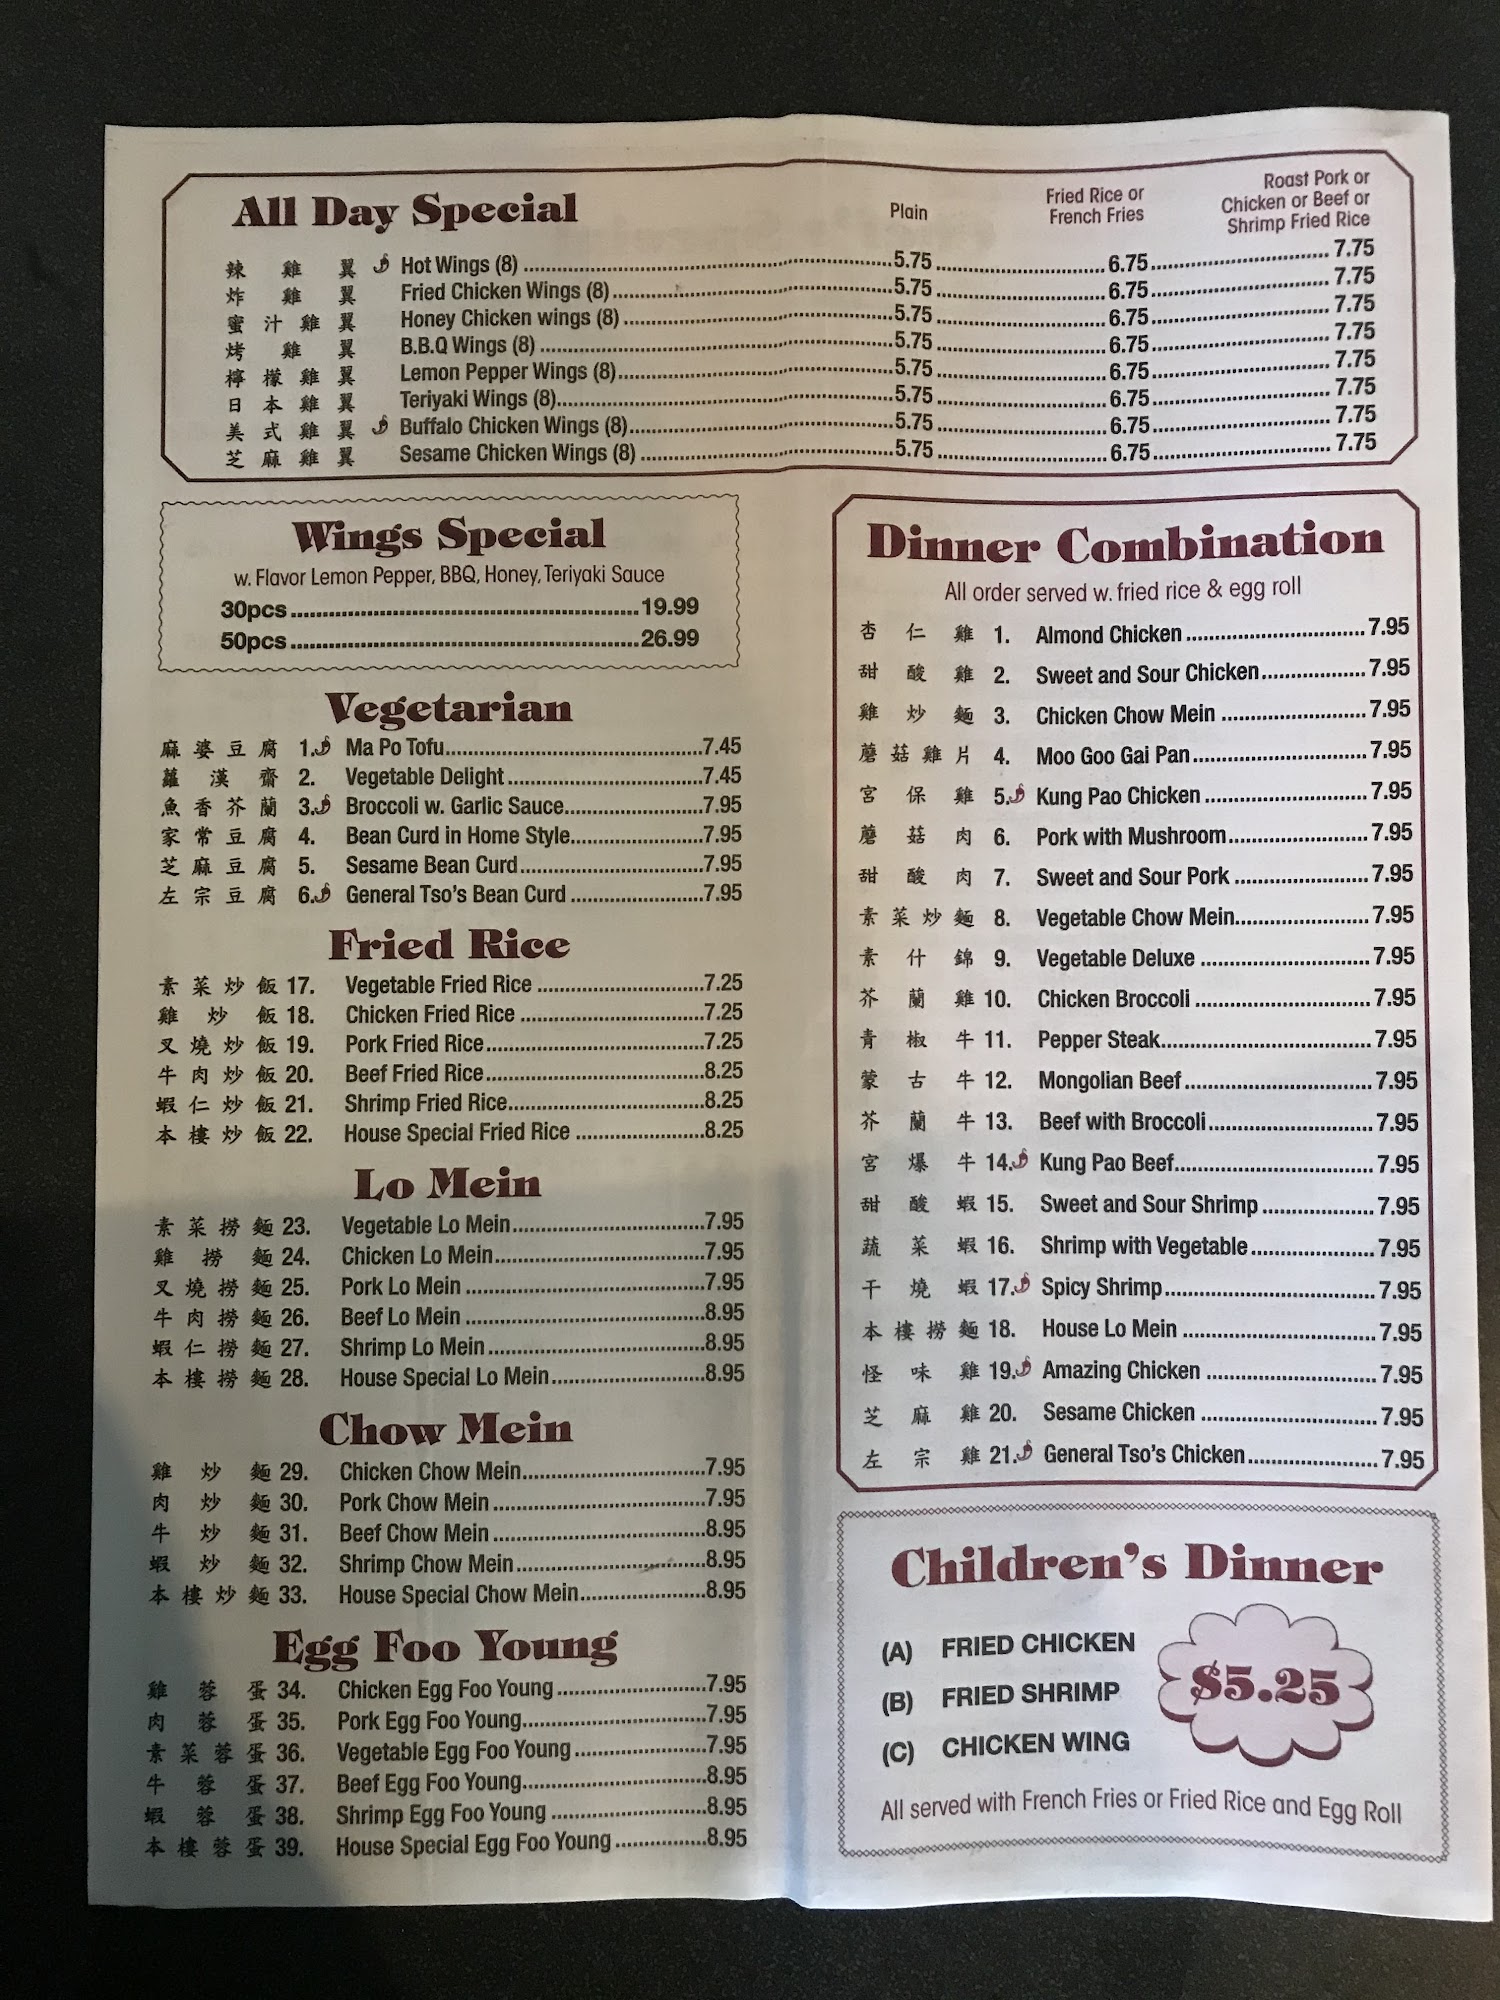 All Day Special
Plain
Fried Rice or
French Fries
Roast Pork or
Chicken or Beef or
Shrimp Fried Rice
辣雞翼 Hot Wings (8) 5.75 6.75 7.75
炸雞翼 Fried Chicken Wings (8) 5.75 6.75 7.75
蜜汁雞翼 Honey Chicken wings (8) 5.75 6.75 7.75
烤雞翼 B.B.Q Wings (8) 5.75 6.75 7.75
檸檬雞翼 Lemon Pepper Wings (8) 5.75 6.75 7.75
日本雞翼 Teriyaki Wings (8) 5.75 6.75 7.75
美式雞翼 Buffalo Chicken Wings (8) 5.75 6.75 7.75
芝麻雞翼 Sesame Chicken Wings (8) 5.75 6.75 7.75
Wings Special
w. Flavor Lemon Pepper, BBQ, Honey, Teriyaki Sauce
30pcs 19.99
50pcs 26.99
Vegetarian
麻婆豆腐 1. Ma Po Tofu 7.45
蘿漢齋 2. Vegetable Delight 7.45
魚香芥蘭 3. Broccoli w. Garlic Sauce 7.95
家常豆腐 4. Bean Curd in Home Style 7.95
芝麻豆腐 5. Sesame Bean Curd 7.95
左宗豆腐 6. General Tso's Bean Curd 7.95
Fried Rice
素菜炒飯 17. Vegetable Fried Rice 7.25
雞炒飯 18. Chicken Fried Rice 7.25
叉燒炒飯 19. Pork Fried Rice 7.25
牛肉炒飯 20. Beef Fried Rice 8.25
蝦仁炒飯 21. Shrimp Fried Rice 8.25
本樓炒飯 22. House Special Fried Rice 8.25
Lo Mein
素菜撈麵 23. Vegetable Lo Mein 7.95
雞撈麵 24. Chicken Lo Mein 7.95
叉燒撈麵 25. Pork Lo Mein 7.95
牛肉撈麵 26. Beef Lo Mein 8.95
蝦仁撈麵 27. Shrimp Lo Mein 8.95
本樓撈麵 28. House Special Lo Mein 8.95
Chow Mein
雞炒麵 29. Chicken Chow Mein 7.95
肉炒麵 30. Pork Chow Mein 7.95
牛炒麵 31. Beef Chow Mein 8.95
蝦炒麵 32. Shrimp Chow Mein 8.95
本樓炒麵 33. House Special Chow Mein 8.95
Egg Foo Young
雞蓉蛋 34. Chicken Egg Foo Young 7.95
肉蓉蛋 35. Pork Egg Foo Young 7.95
素菜蓉蛋 36. Vegetable Egg Foo Young 7.95
牛蓉蛋 37. Beef Egg Foo Young 8.95
蝦蓉蛋 38. Shrimp Egg Foo Young 8.95
本樓蓉蛋 39. House Special Egg Foo Young 8.95
Dinner Combination
All order served w. fried rice & egg roll
杏仁雞 1. Almond Chicken 7.95
甜酸雞 2. Sweet and Sour Chicken 7.95
雞炒麵 3. Chicken Chow Mein 7.95
蘑菇雞片 4. Moo Goo Gai Pan 7.95
宮保雞 5. Kung Pao Chicken 7.95
蘑菇肉 6. Pork with Mushroom 7.95
甜酸肉 7. Sweet and Sour Pork 7.95
素菜炒麵 8. Vegetable Chow Mein 7.95
素什錦 9. Vegetable Deluxe 7.95
芥蘭雞 10. Chicken Broccoli 7.95
青椒牛 11. Pepper Steak 7.95
蒙古牛 12. Mongolian Beef 7.95
芥蘭牛 13. Beef with Broccoli 7.95
宮爆牛 14. Kung Pao Beef 7.95
甜酸蝦 15. Sweet and Sour Shrimp 7.95
蔬菜蝦 16. Shrimp with Vegetable 7.95
干燒蝦 17. Spicy Shrimp 7.95
本樓撈麵 18. House Lo Mein 7.95
怪味雞 19. Amazing Chicken 7.95
芝麻雞 20. Sesame Chicken 7.95
左宗雞 21. General Tso's Chicken 7.95
Children's Dinner
(A) FRIED CHICKEN
(B) FRIED SHRIMP
(C) CHICKEN WING
$5.25
All served with French Fries or Fried Rice and Egg Roll